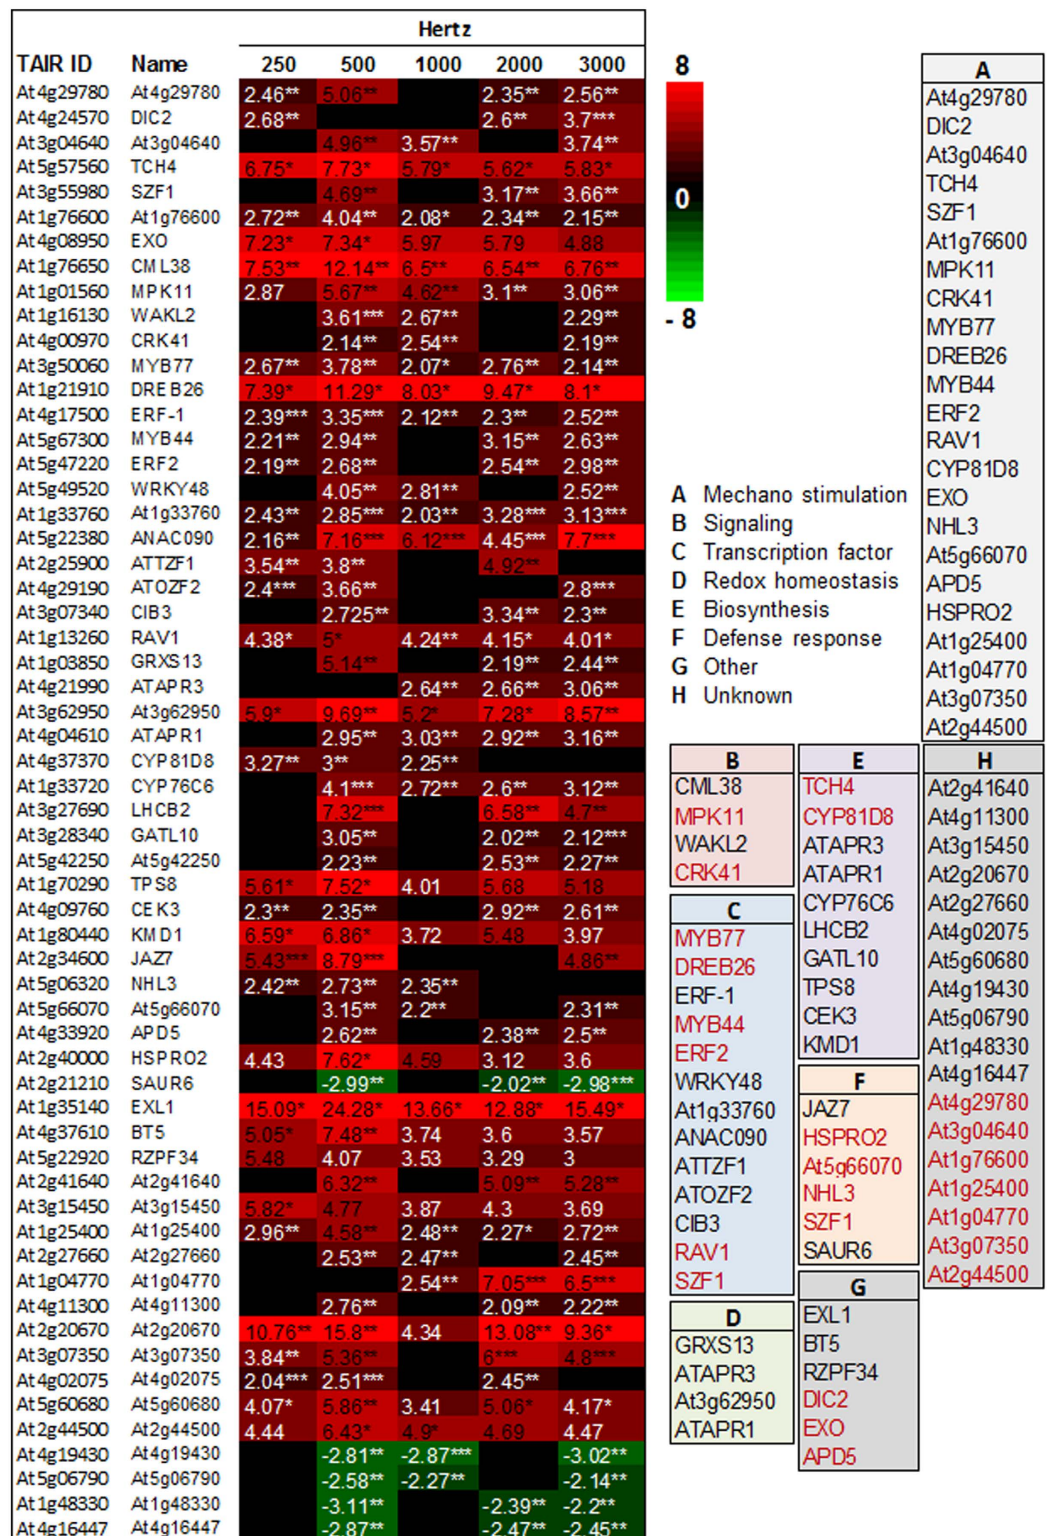 Hertz
TAIR ID Name 250 500 1000 2000 3000
At4g29780 At4g29780 2.46** 5.06** 2.35** 2.56**
At4g24570 DIC2 2.68** 2.6** 3.7***
At3g04640 At3g04640 4.96** 3.57** 3.74**
At5g57560 TCH4 6.75* 7.73* 5.79* 5.62* 5.83*
At3g55980 SZF1 4.69** 3.17** 3.66**
At1g76600 At1g76600 2.72** 4.04** 2.08* 2.34** 2.15**
At4g08950 EXO 7.23* 7.34* 5.97 5.79 4.88
At1g76650 CML38 7.53** 12.14** 6.5** 6.54** 6.76**
At1g01560 MPK11 2.87 5.67** 4.62** 3.1** 3.06**
At1g16130 WAKL2 3.61*** 2.67** 2.29**
At4g00970 CRK41 2.14** 2.54** 2.19**
At3g50060 MYB77 2.67** 3.78** 2.07* 2.76** 2.14**
At1g21910 DREB26 7.39* 11.29* 8.03* 9.47* 8.1*
At4g17500 ERF-1 2.39*** 3.35*** 2.12** 2.3** 2.52**
At5g67300 MYB44 2.21** 2.94** 3.15** 2.63**
At5g47220 ERF2 2.19** 2.68** 2.54** 2.98**
At5g49520 WRKY48 4.05** 2.81** 2.52**
At1g33760 At1g33760 2.43** 2.85*** 2.03** 3.28*** 3.13***
At5g22380 ANAC090 2.16** 7.16*** 6.12*** 4.45*** 7.7***
At2g25900 ATTZF1 3.54** 3.8** 4.92**
At4g29190 ATOZF2 2.4*** 3.66** 2.8***
At3g07340 CIB3 2.725** 3.34** 2.3**
At1g13260 RAV1 4.38* 5* 4.24** 4.15* 4.01*
At1g03850 GRXS13 5.14** 2.19** 2.44**
At4g21990 ATAPR3 2.64** 2.66** 3.06**
At3g62950 At3g62950 5.9* 9.69** 5.2* 7.28* 8.57**
At4g04610 ATAPR1 2.95** 3.03** 2.92** 3.16**
At4g37370 CYP81D8 3.27** 3** 2.25**
At1g33720 CYP76C6 4.1*** 2.72** 2.6** 3.12**
At3g27690 LHCB2 7.32*** 6.58** 4.7**
At3g28340 GATL10 3.05** 2.02** 2.12***
At5g42250 At5g42250 2.23** 2.53** 2.27**
At1g70290 TPS8 5.61* 7.52* 4.01 5.68 5.18
At4g09760 CEK3 2.3** 2.35** 2.92** 2.61**
At1g80440 KMD1 6.59* 6.86* 3.72 5.48 3.97
At2g34600 JAZ7 5.43*** 8.79*** 4.86**
At5g06320 NHL3 2.42** 2.73** 2.35**
At5g66070 At5g66070 3.15** 2.2** 2.31**
At4g33920 APD5 2.62** 2.38** 2.5**
At2g40000 HSPRO2 4.43 7.62* 4.59 3.12 3.6
At2g21210 SAUR6 -2.99** -2.02** -2.98***
At1g35140 EXL1 15.09* 24.28* 13.66* 12.88* 15.49*
At4g37610 BT5 5.05* 7.48** 3.74 3.6 3.57
At5g22920 RZPF34 5.48 4.07 3.53 3.29 3
At2g41640 At2g41640 6.32** 5.09** 5.28**
At3g15450 At3g15450 5.82* 4.77 3.87 4.3 3.69
At1g25400 At1g25400 2.96** 4.58** 2.48** 2.27* 2.72**
At2g27660 At2g27660 2.53** 2.47** 2.45**
At1g04770 At1g04770 2.54** 7.05*** 6.5***
At4g11300 At4g11300 2.76** 2.09** 2.22**
At2g20670 At2g20670 10.76** 15.8** 4.34 13.08** 9.36*
At3g07350 At3g07350 3.84** 5.36** 6*** 4.8***
At4g02075 At4g02075 2.04*** 2.51*** 2.45**
At5g60680 At5g60680 4.07* 5.86** 3.41 5.06* 4.17*
At2g44500 At2g44500 4.44 6.43* 4.9* 4.69 4.47
At4g19430 At4g19430 -2.81** -2.87*** -3.02**
At5g06790 At5g06790 -2.58** -2.27** -2.14**
At1g48330 At1g48330 -3.11** -2.39** -2.2**
At4g16447 At4g16447 -2.87** -2.47** -2.45**
8
0
- 8
A Mechano stimulation
B Signaling
C Transcription factor
D Redox homeostasis
E Biosynthesis
F Defense response
G Other
H Unknown
A
At4g29780
DIC2
At3g04640
TCH4
SZF1
At1g76600
MPK11
CRK41
MYB77
DREB26
MYB44
ERF2
RAV1
CYP81D8
EXO
NHL3
At5g66070
APD5
HSPRO2
At1g25400
At1g04770
At3g07350
At2g44500
B
CML38
MPK11
WAKL2
CRK41
C
MYB77
DREB26
ERF-1
MYB44
ERF2
WRKY48
At1g33760
ANAC090
ATTZF1
ATOZF2
CIB3
RAV1
SZF1
D
GRXS13
ATAPR3
At3g62950
ATAPR1
E
TCH4
CYP81D8
ATAPR3
ATAPR1
CYP76C6
LHCB2
GATL10
TPS8
CEK3
KMD1
F
JAZ7
HSPRO2
At5g66070
NHL3
SZF1
SAUR6
G
EXL1
BT5
RZPF34
DIC2
EXO
APD5
H
At2g41640
At4g11300
At3g15450
At2g20670
At2g27660
At4g02075
At5g60680
At4g19430
At5g06790
At1g48330
At4g16447
At4g29780
At3g04640
At1g76600
At1g25400
At1g04770
At3g07350
At2g44500